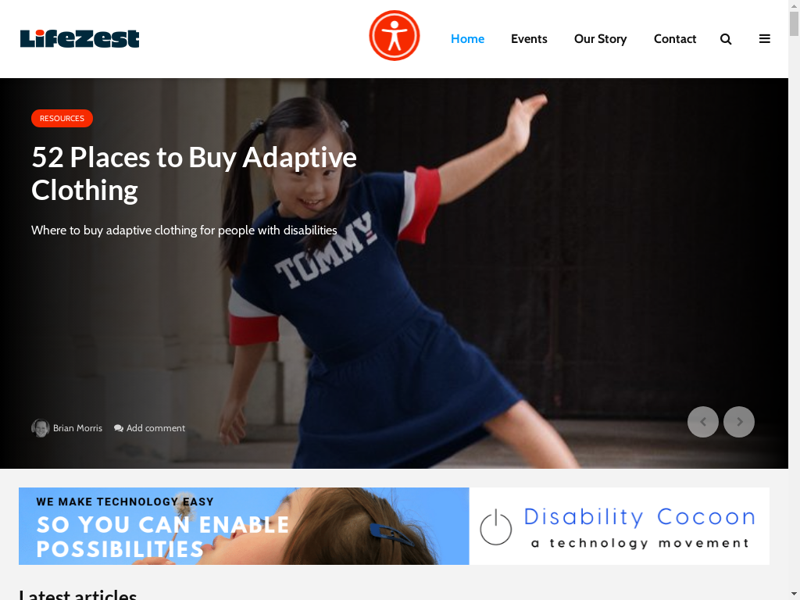 LifeZest
Home
Events
Our Story
Contact
RESOURCES
52 Places to Buy Adaptive
Clothing
Where to buy adaptive clothing for people with disabilities
TOMMY
Brian Morris
Add comment
WE MAKE TECHNOLOGY EASY
SO YOU CAN ENABLE
POSSIBILITIES
Disability Cocoon
a technology movement
Latest articles